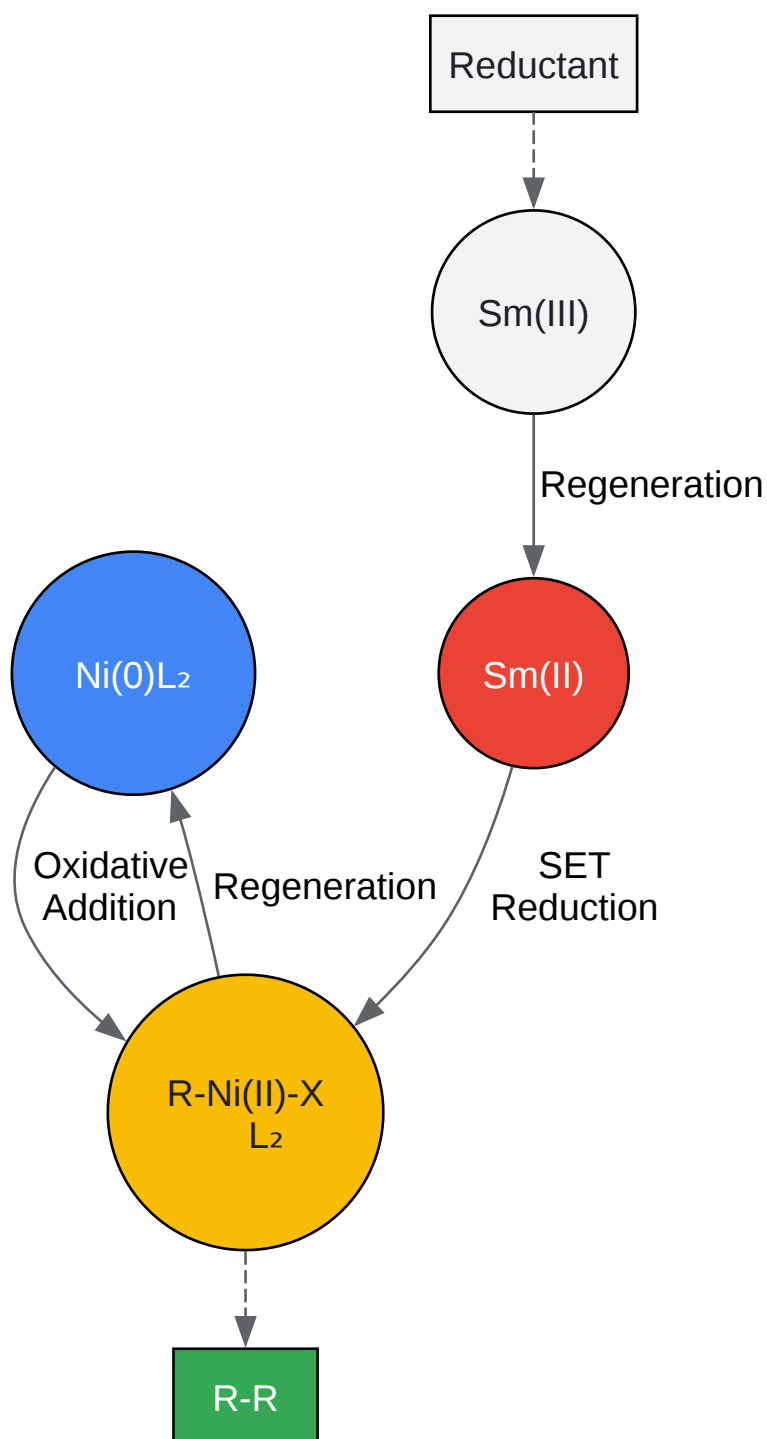 Reductant
Sm(III)
Regeneration
Ni(0)L₂
Sm(II)
Oxidative
Addition
Regeneration
SET
Reduction
R-Ni(II)-X
L₂
R-R